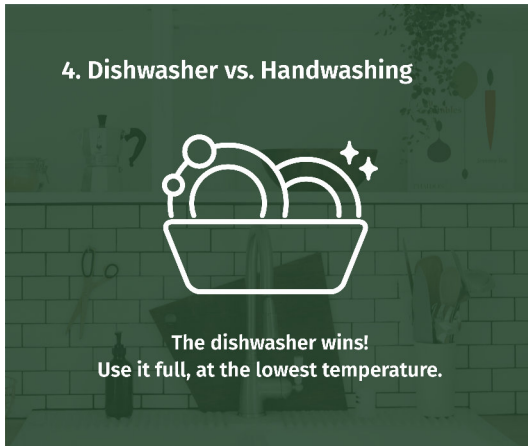 4. Dishwasher vs. Handwashing
The dishwasher wins!
Use it full, at the lowest temperature.